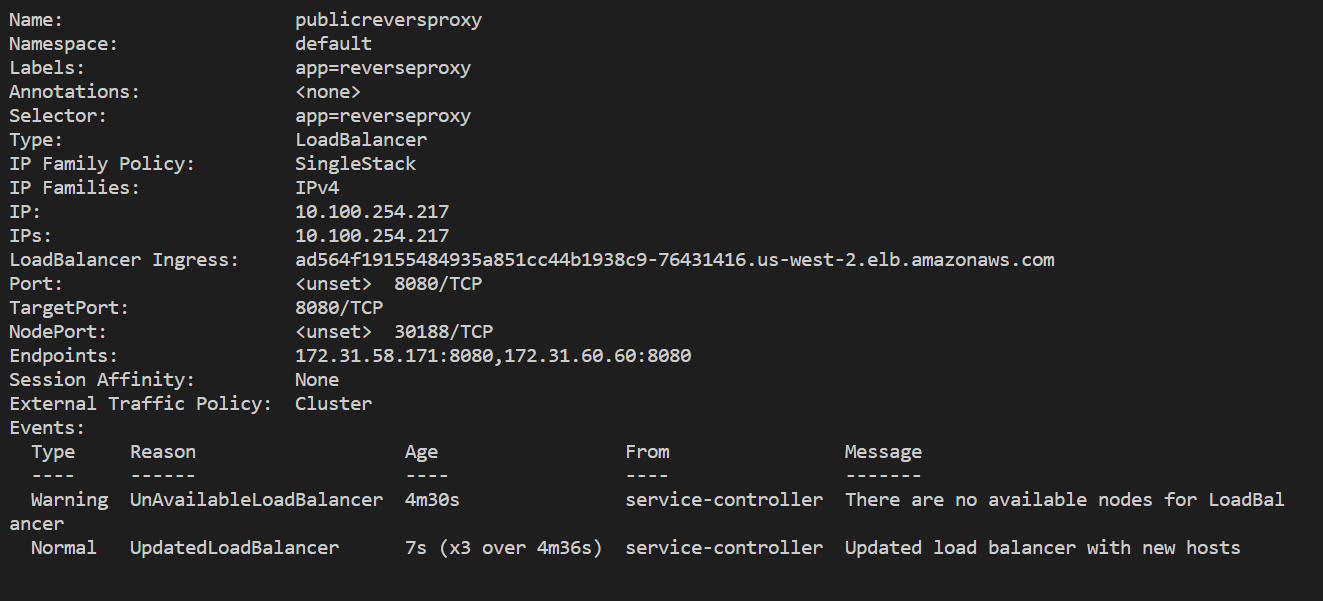 Name:                     publicreversproxy
Namespace:                default
Labels:                   app=reverseproxy
Annotations:              <none>
Selector:                 app=reverseproxy
Type:                     LoadBalancer
IP Family Policy:         SingleStack
IP Families:              IPv4
IP:                       10.100.254.217
IPs:                      10.100.254.217
LoadBalancer Ingress:     ad564f19155484935a851cc44b1938c9-76431416.us-west-2.elb.amazonaws.com
Port:                     <unset>  8080/TCP
TargetPort:               8080/TCP
NodePort:                 <unset>  30188/TCP
Endpoints:                172.31.58.171:8080,172.31.60.60:8080
Session Affinity:         None
External Traffic Policy:  Cluster
Events:
  Type     Reason                   Age                 From                Message
  ----     ------                   ----                ----                -------
  Warning  UnAvailableLoadBalancer  4m30s               service-controller  There are no available nodes for LoadBal
ancer
  Normal   UpdatedLoadBalancer      7s (x3 over 4m36s)  service-controller  Updated load balancer with new hosts